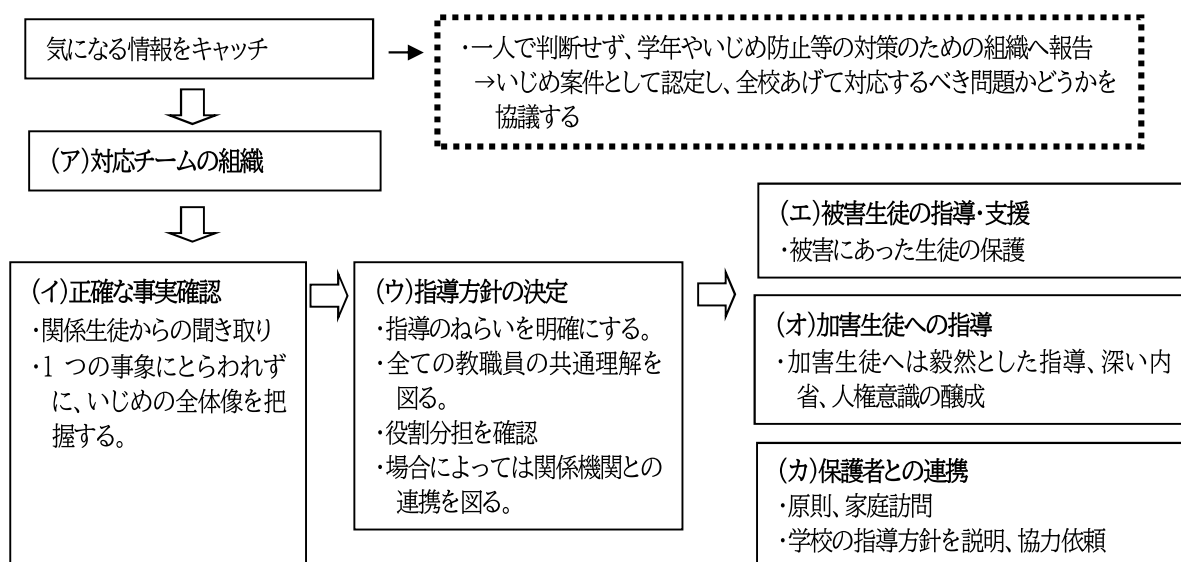 気になる情報をキャッチ
・一人で判断せず、学年やいじめ防止等の対策のための組織へ報告
→いじめ案件として認定し、全校あげて対応するべき問題かどうかを
協議する
(ア)対応チームの組織
(イ)正確な事実確認
・関係生徒からの聞き取り
・1 つの事象にとらわれず
に、いじめの全体像を把
握する。
(ウ)指導方針の決定
・指導のねらいを明確にする。
・全ての教職員の共通理解を
図る。
・役割分担を確認
・場合によっては関係機関との
連携を図る。
(エ)被害生徒の指導・支援
・被害にあった生徒の保護
(オ)加害生徒への指導
・加害生徒へは毅然とした指導、深い内
省、人権意識の醸成
(カ)保護者との連携
・原則、家庭訪問
・学校の指導方針を説明、協力依頼